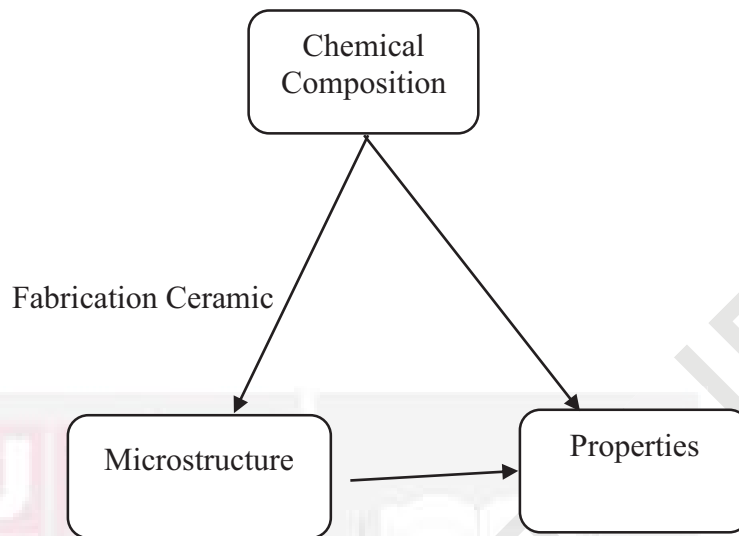 Chemical
Composition
Fabrication Ceramic
Microstructure
Properties